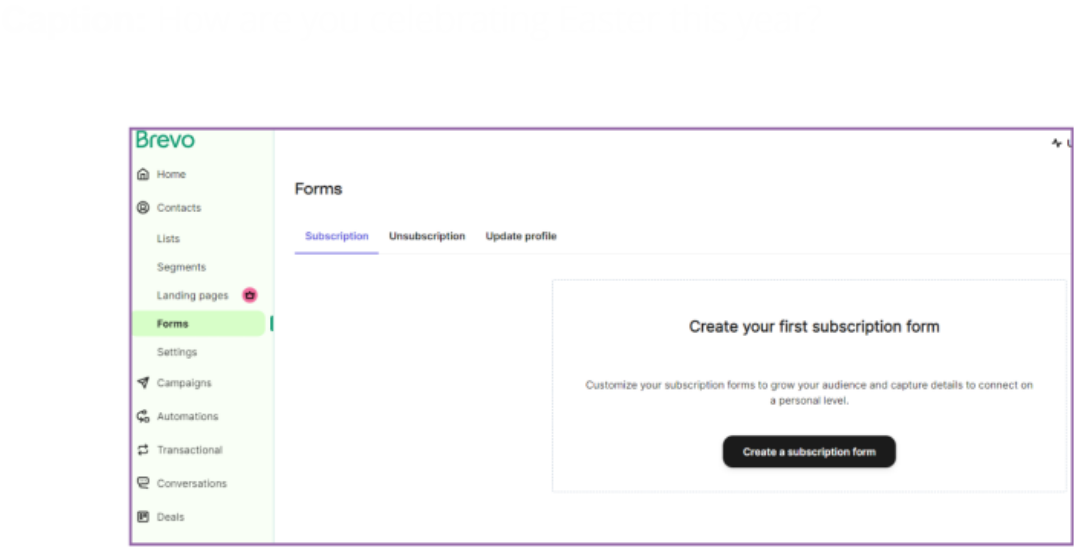 Brevo
Home
Contacts
Lists
Segments
Landing pages
Forms
Settings
Campaigns
Automations
Transactional
Conversations
Deals
Forms
Subscription Unsubscription Update profile
Create your first subscription form
Customize your subscription forms to grow your audience and capture details to connect on
a personal level.
Create a subscription form